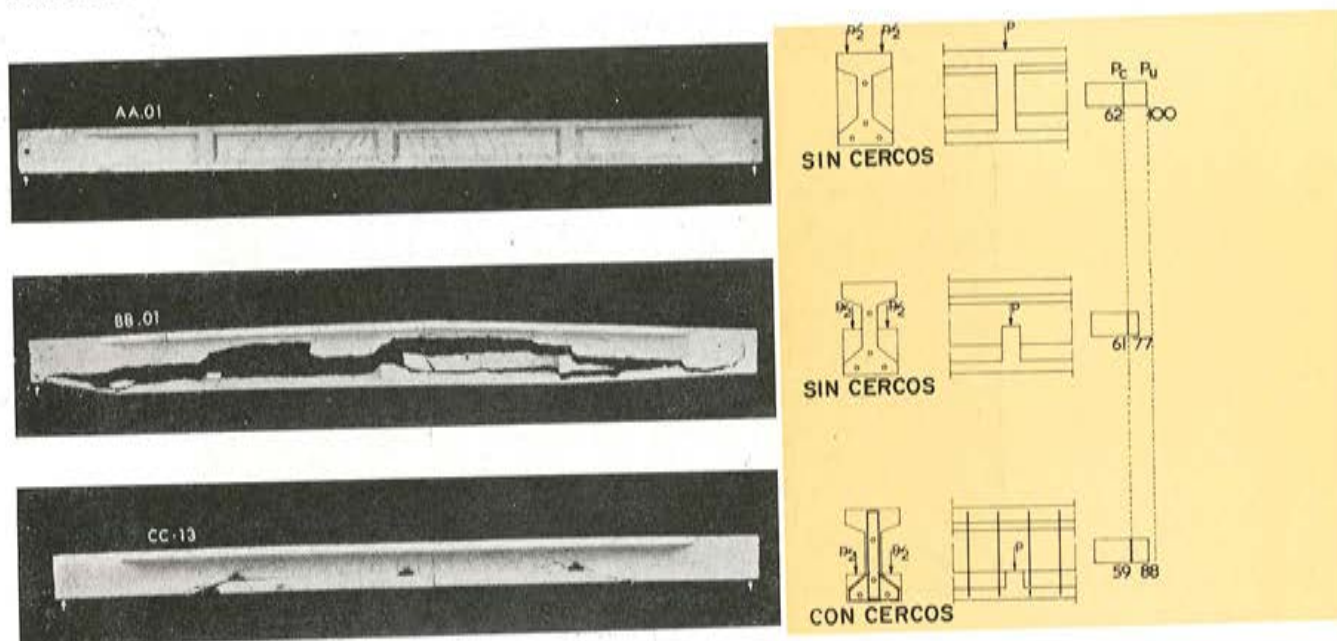 AA.01
BB.01
CC-13
P/2 P/2
P
Pc Pu
62 100
SIN CERCOS
P/2 P/2
P
61 77
SIN CERCOS
P/2 P/2
P
59 88
CON CERCOS